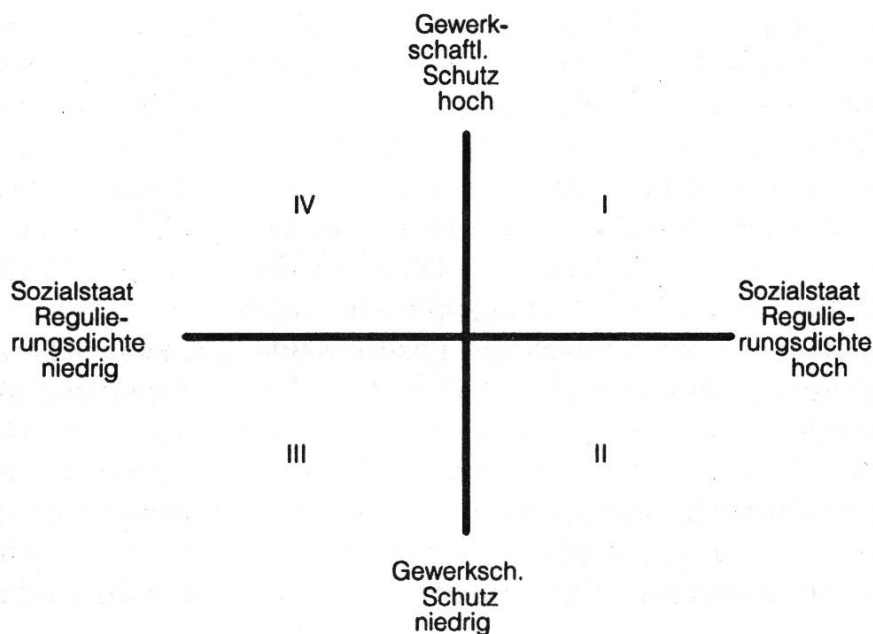 Gewerk-
schaftl.
Schutz
hoch
IV
I
Sozialstaat
Regulie-
rungsdichte
niedrig
Sozialstaat
Regulie-
rungsdichte
hoch
III
II
Gewerksch.
Schutz
niedrig